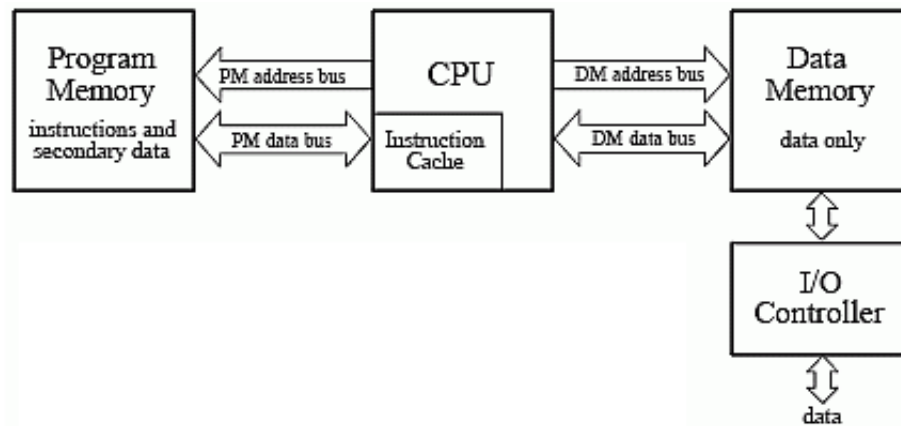 Program
Memory
instructions and
secondary data
PM address bus
PM data bus
CPU
Instruction
Cache
DM address bus
DM data bus
Data
Memory
data only
I/O
Controller
data